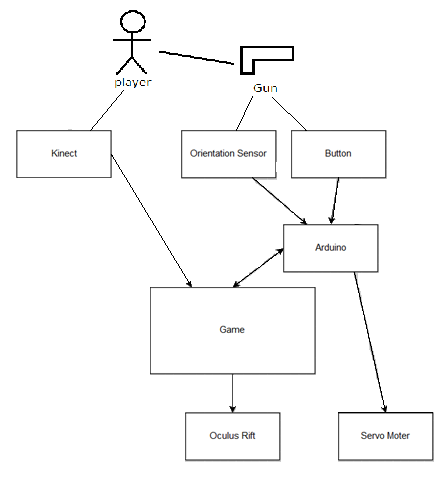 player
Gun
Kinect
Orientation Sensor
Button
Arduino
Game
Oculus Rift
Servo Moter